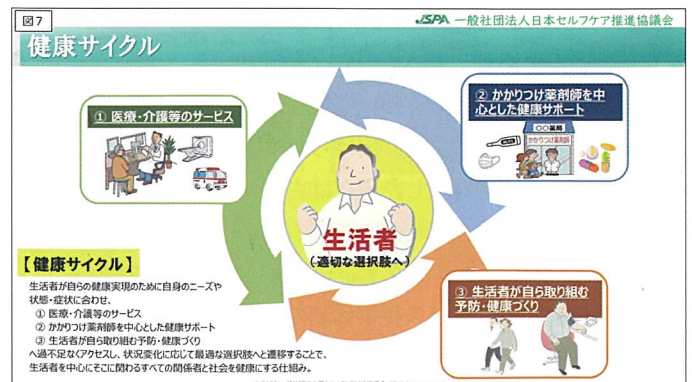 図7
JSPA 一般社団法人日本セルフケア推進協議会
健康サイクル
① 医療・介護等のサービス
② かかりつけ薬剤師を中
心とした健康サポート
〇〇薬局
かかりつけ薬剤師
生活者
(適切な選択肢へ)
【健康サイクル】
生活者が自らの健康実現のために自身のニーズや
状態・症状に合わせ、
① 医療・介護等のサービス
② かかりつけ薬剤師を中心とした健康サポート
③ 生活者が自ら取り組む予防・健康づくり
へ過不足なくアクセスし、状況変化に応じて最適な選択肢へと遷移することで、
生活者を中心にそこに関わるすべての関係者と社会を健康にする仕組み。
③ 生活者が自ら取り組む
予防・健康づくり